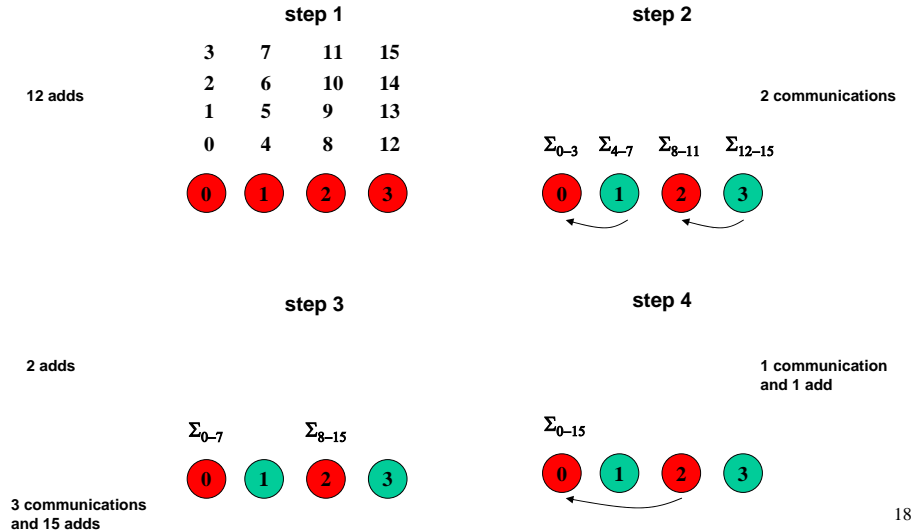 step 1
3 7 11 15
2 6 10 14
1 5 9 13
0 4 8 12
12 adds
0 1 2 3
step 2
2 communications
Σ0–3 Σ4–7 Σ8–11 Σ12–15
0 1 2 3
step 3
2 adds
Σ0–7 Σ8–15
0 1 2 3
3 communications
and 15 adds
step 4
1 communication
and 1 add
Σ0–15
0 1 2 3
18